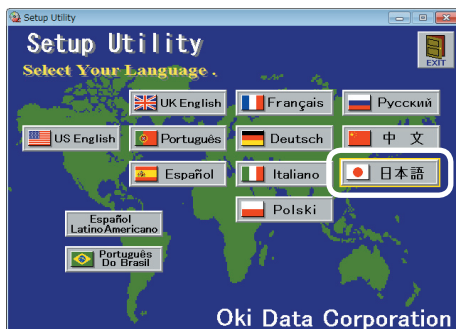 Setup Utility
Setup Utility
EXIT
Select Your Language .
UK English
Français
Русский
US English
Português
Deutsch
中 文
Español
Italiano
日本語
Polski
Español
Latino Americano
Português
Do Brasil
Oki Data Corporation